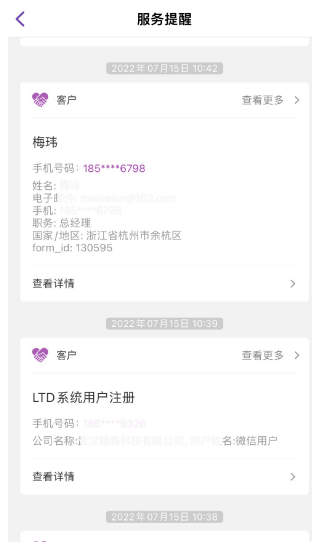 服务提醒
2022年07月15日 10:42
客户
查看更多
梅玮
手机号码：185****6798
姓名:
电子邮
手机:
职务: 总经理
国家/地区: 浙江省杭州市余杭区
form_id: 130595
查看详情
2022年07月15日 10:39
客户
查看更多
LTD系统用户注册
手机号码：186****9326
公司名称: 名:微信用户
查看详情
2022年07月15日 10:38